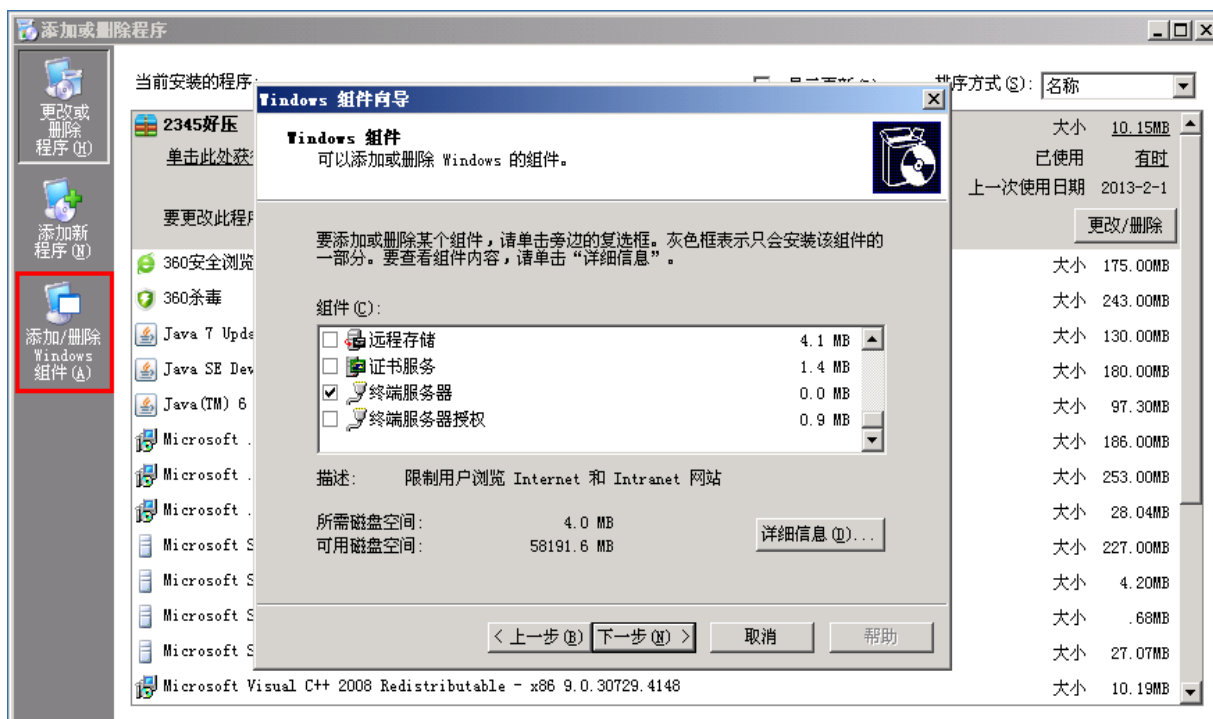 添加或删除程序
更改或
删除
程序(H)
添加新
程序(N)
添加/删除
Windows
组件(A)
当前安装的程序:
排序方式(S):
名称
2345好压
大小 10.15MB
单击此处获
已使用 有时
上一次使用日期 2013-2-1
要更改此程
更改/删除
360安全浏览
大小 175.00MB
360杀毒
大小 243.00MB
Java 7 Upda
大小 130.00MB
Java SE Dev
大小 180.00MB
Java(TM) 6
大小 97.30MB
Microsoft .
大小 186.00MB
Microsoft .
大小 253.00MB
Microsoft .
大小 28.04MB
Microsoft S
大小 227.00MB
Microsoft S
大小 4.20MB
Microsoft S
大小 .68MB
Microsoft S
大小 27.07MB
Microsoft Visual C++ 2008 Redistributable - x86 9.0.30729.4148
大小 10.19MB
Windows 组件向导
Windows 组件
可以添加或删除 Windows 的组件。
要添加或删除某个组件，请单击旁边的复选框。灰色框表示只会安装该组件的
一部分。要查看组件内容，请单击“详细信息”。
组件(C):
远程存储 4.1 MB
证书服务 1.4 MB
终端服务器 0.0 MB
终端服务器授权 0.9 MB
描述: 限制用户浏览 Internet 和 Intranet 网站
所需磁盘空间: 4.0 MB
可用磁盘空间: 58191.6 MB
详细信息(D)...
< 上一步(B)
下一步(N) >
取消
帮助